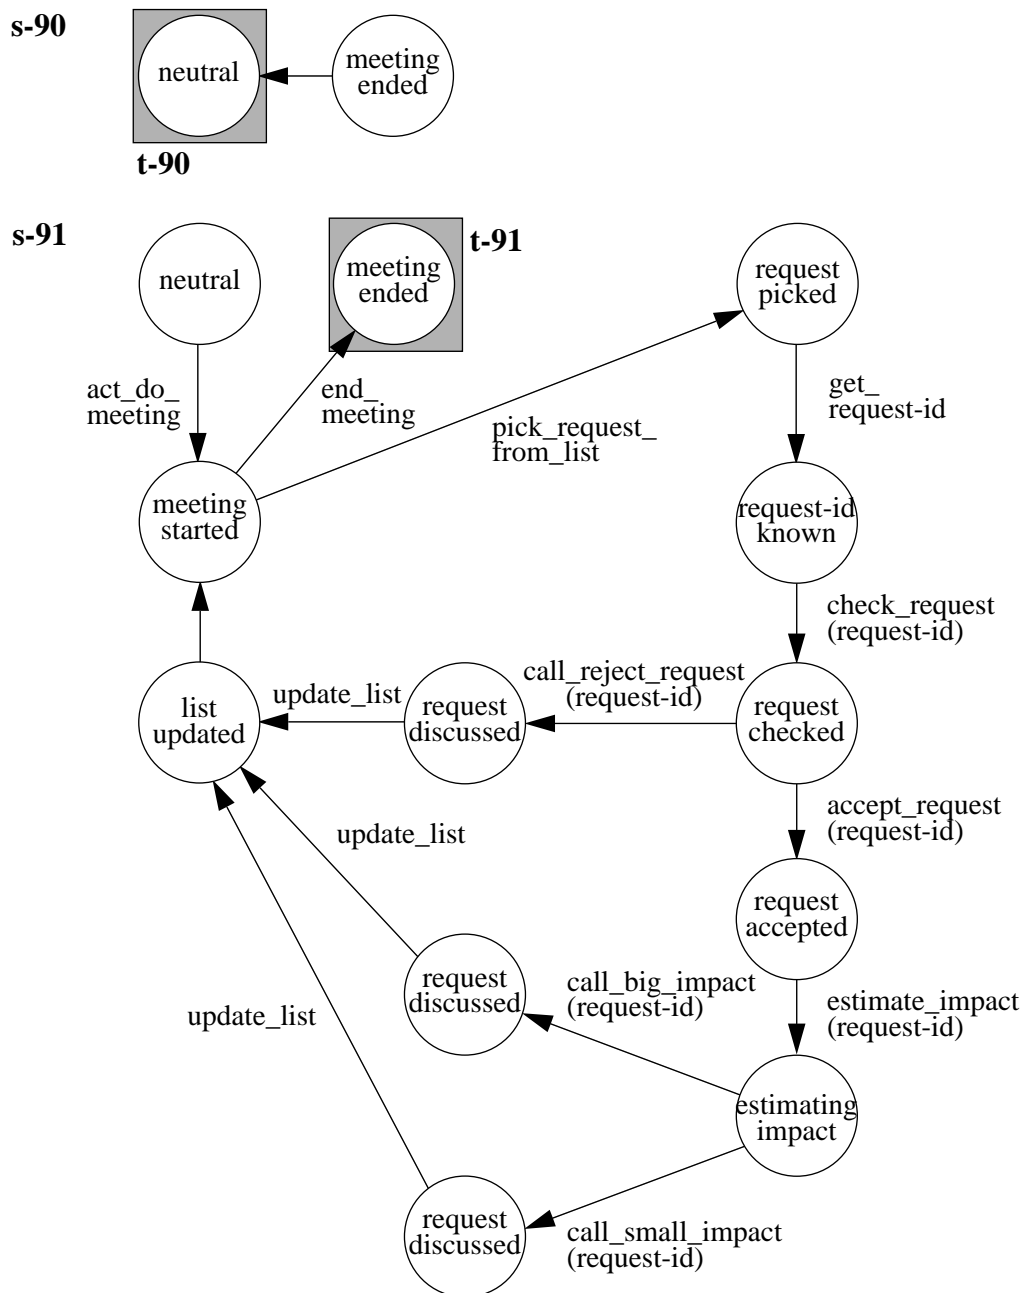 s-90
neutral
meeting
ended
t-90
s-91
neutral
meeting
ended
t-91
request
picked
act_do_
meeting
end_
meeting
pick_request_
from_list
get_
request-id
meeting
started
request-id
known
check_request
(request-id)
list
updated
update_list
request
discussed
call_reject_request
(request-id)
request
checked
accept_request
(request-id)
update_list
request
accepted
update_list
request
discussed
call_big_impact
(request-id)
estimate_impact
(request-id)
estimating
impact
request
discussed
call_small_impact
(request-id)